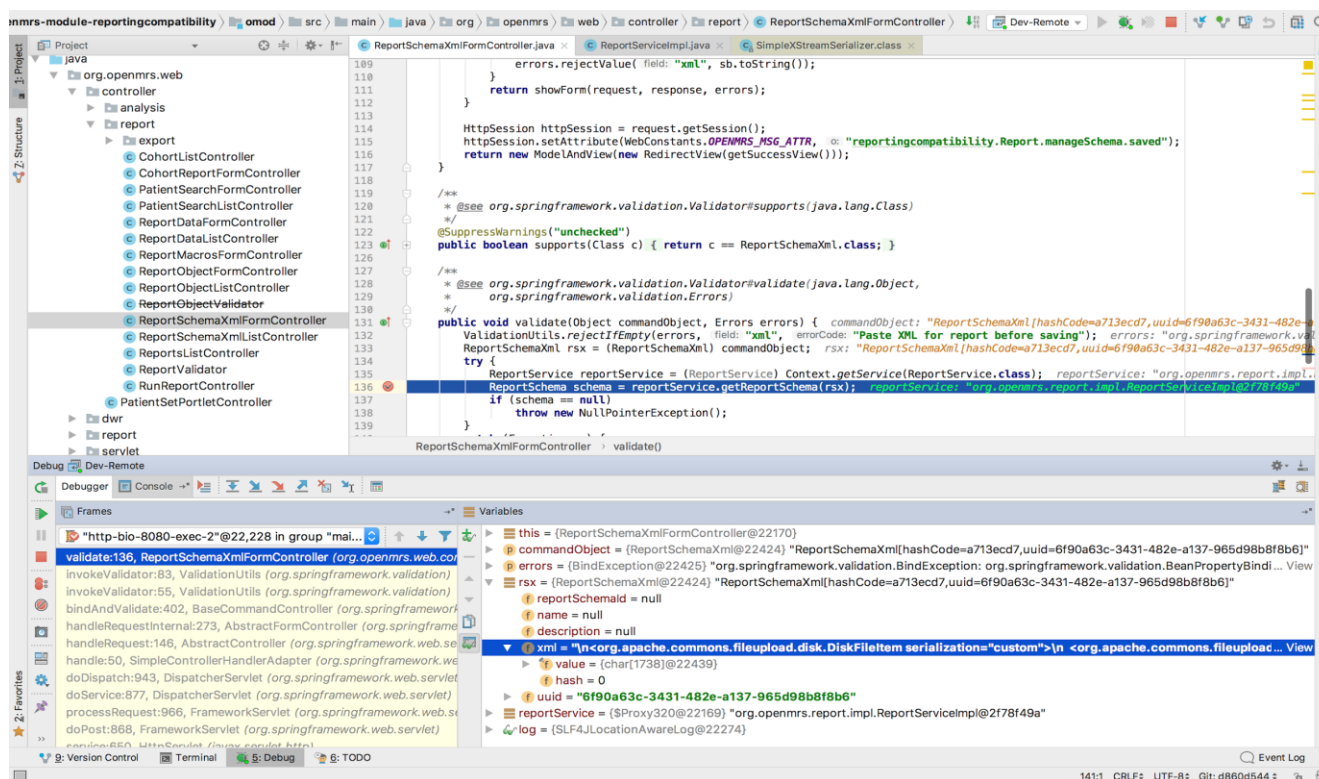 enmrs-module-reportingcompatibility omod src main java org openmrs web controller report ReportSchemaXmlFormController Dev-Remote
Project
ReportSchemaXmlFormController.java ReportServiceImpl.java SimpleXStreamSerializer.class
1: Project
Z: Structure
2: Favorites
java
org.openmrs.web
controller
analysis
report
export
CohortListController
CohortReportFormController
PatientSearchFormController
PatientSearchListController
ReportDataFormController
ReportDataListController
ReportMacrosFormController
ReportObjectFormController
ReportObjectListController
ReportObjectValidator
ReportSchemaXmlFormController
ReportSchemaXmlListController
ReportsListController
ReportValidator
RunReportController
PatientSetPortletController
dwr
report
servlet
109 errors.rejectValue( field: "xml", sb.toString());
110 }
111 return showForm(request, response, errors);
112 }
113
114 HttpSession httpSession = request.getSession();
115 httpSession.setAttribute(WebConstants.OPENMRS_MSG_ATTR, o: "reportingcompatibility.Report.manageSchema.saved");
116 return new ModelAndView(new RedirectView(getSuccessView()));
117 }
118
119 /**
120 * @see org.springframework.validation.Validator#supports(java.lang.Class)
121 */
122 @SuppressWarnings("unchecked")
123 public boolean supports(Class c) { return c == ReportSchemaXml.class; }
126
127 /**
128 * @see org.springframework.validation.Validator#validate(java.lang.Object,
129 * org.springframework.validation.Errors)
130 */
131 public void validate(Object commandObject, Errors errors) { commandObject: "ReportSchemaXml[hashCode=a713ecd7,uuid=6f90a63c-3431-482e-a
132 ValidationUtils.rejectIfEmpty(errors, field: "xml", errorCode: "Paste XML for report before saving"); errors: "org.springframework.val
133 ReportSchemaXml rsx = (ReportSchemaXml) commandObject; rsx: "ReportSchemaXml[hashCode=a713ecd7,uuid=6f90a63c-3431-482e-a137-965d98b
134 try {
135 ReportService reportService = (ReportService) Context.getService(ReportService.class); reportService: "org.openmrs.report.impl.
136 ReportSchema schema = reportService.getReportSchema(rsx); reportService: "org.openmrs.report.impl.ReportServiceImpl@2f78f49a"
137 if (schema == null)
138 throw new NullPointerException();
139 }
ReportSchemaXmlFormController validate()
Debug Dev-Remote
Debugger Console
Frames
"http-bio-8080-exec-2"@22,228 in group "mai...
validate:136, ReportSchemaXmlFormController (org.openmrs.web.con
invokeValidator:83, ValidationUtils (org.springframework.validation)
invokeValidator:55, ValidationUtils (org.springframework.validation)
bindAndValidate:402, BaseCommandController (org.springframework
handleRequestInternal:273, AbstractFormController (org.springframe
handleRequest:146, AbstractController (org.springframework.web.se
handle:50, SimpleControllerHandlerAdapter (org.springframework.we
doDispatch:943, DispatcherServlet (org.springframework.web.servlet)
doService:877, DispatcherServlet (org.springframework.web.servlet)
processRequest:966, FrameworkServlet (org.springframework.web.se
doPost:868, FrameworkServlet (org.springframework.web.servlet)
service:650, HttpServlet (javax.servlet.http)
Variables
this = {ReportSchemaXmlFormController@22170}
commandObject = {ReportSchemaXml@22424} "ReportSchemaXml[hashCode=a713ecd7,uuid=6f90a63c-3431-482e-a137-965d98b8f8b6]"
errors = {BindException@22425} "org.springframework.validation.BindException: org.springframework.validation.BeanPropertyBindi... View
rsx = {ReportSchemaXml@22424} "ReportSchemaXml[hashCode=a713ecd7,uuid=6f90a63c-3431-482e-a137-965d98b8f8b6]"
reportSchemaId = null
name = null
description = null
xml = "\n<org.apache.commons.fileupload.disk.DiskFileItem serialization="custom">\n <org.apache.commons.fileupload... View
value = {char[1738]@22439}
hash = 0
uuid = "6f90a63c-3431-482e-a137-965d98b8f8b6"
reportService = {$Proxy320@22169} "org.openmrs.report.impl.ReportServiceImpl@2f78f49a"
log = {SLF4JLocationAwareLog@22274}
9: Version Control Terminal 5: Debug 6: TODO Event Log
141:1 CRLF UTF-8 Git: d860d544